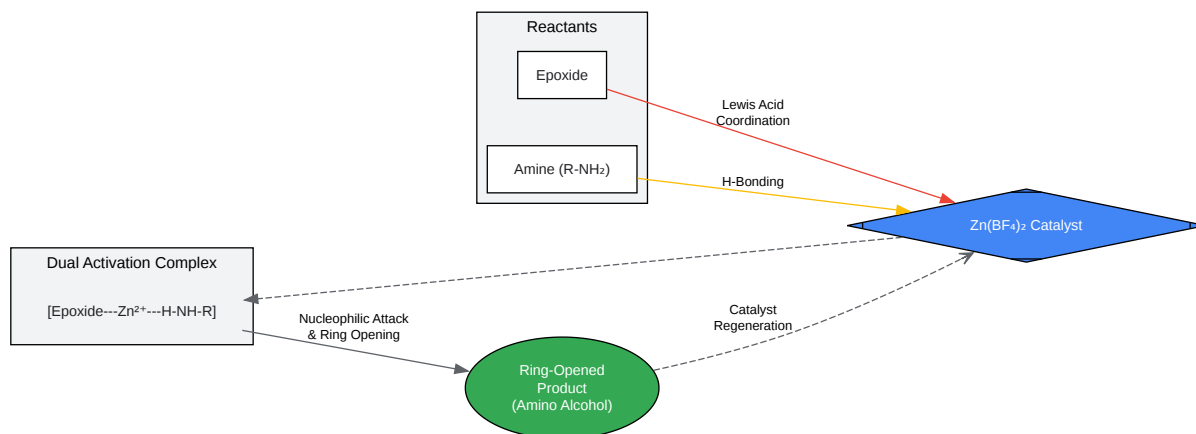 Reactants
Epoxide
Lewis Acid
Coordination
Amine (R-NH₂)
H-Bonding
Zn(BF₄)₂ Catalyst
Dual Activation Complex
[Epoxide---Zn²⁺---H-NH-R]
Nucleophilic Attack
& Ring Opening
Catalyst
Regeneration
Ring-Opened
Product
(Amino Alcohol)